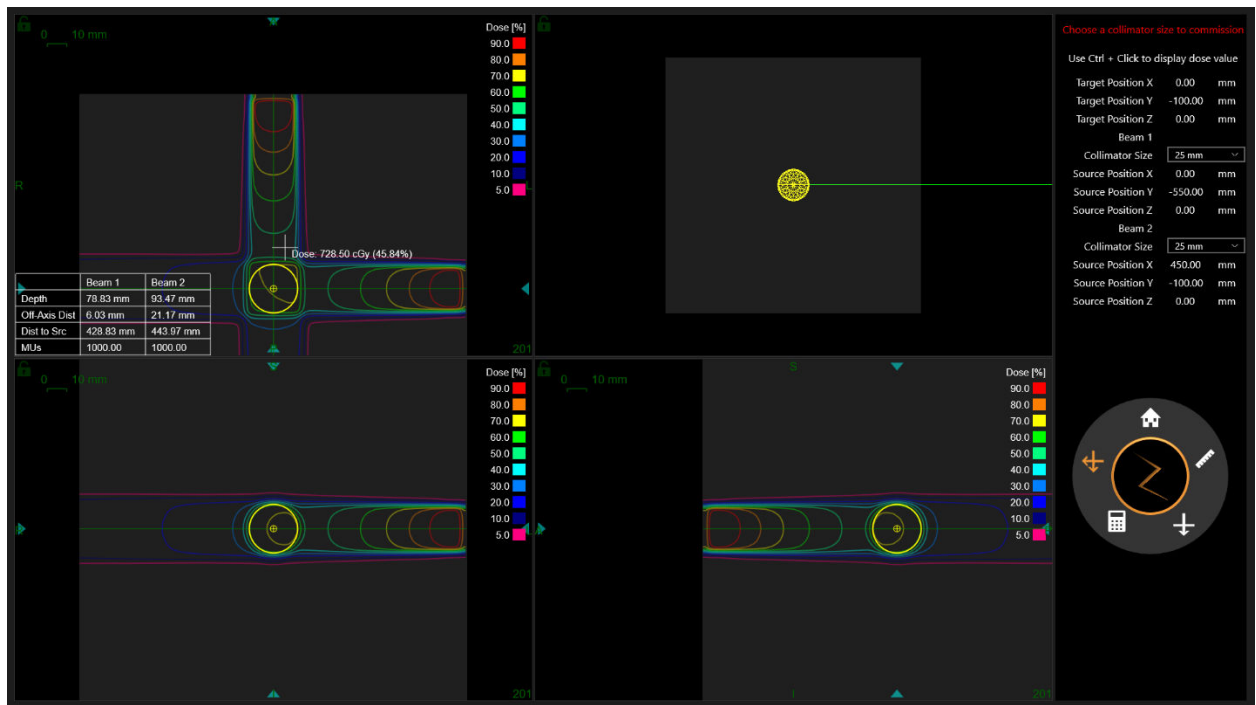 0 10 mm
Dose [%]
90.0
80.0
70.0
60.0
50.0
40.0
30.0
20.0
10.0
5.0
R
Dose: 728.50 cGy (45.84%)
Beam 1 Beam 2
Depth 78.83 mm 93.47 mm
Off-Axis Dist 6.03 mm 21.17 mm
Dist to Src 428.83 mm 443.97 mm
MUs 1000.00 1000.00
201
Choose a collimator size to commission
Use Ctrl + Click to display dose value
Target Position X 0.00 mm
Target Position Y -100.00 mm
Target Position Z 0.00 mm
Beam 1
Collimator Size 25 mm
Source Position X 0.00 mm
Source Position Y -550.00 mm
Source Position Z 0.00 mm
Beam 2
Collimator Size 25 mm
Source Position X 450.00 mm
Source Position Y -100.00 mm
Source Position Z 0.00 mm
0 10 mm
Dose [%]
90.0
80.0
70.0
60.0
50.0
40.0
30.0
20.0
10.0
5.0
201
0 10 mm
S
Dose [%]
90.0
80.0
70.0
60.0
50.0
40.0
30.0
20.0
10.0
5.0
A
I
201